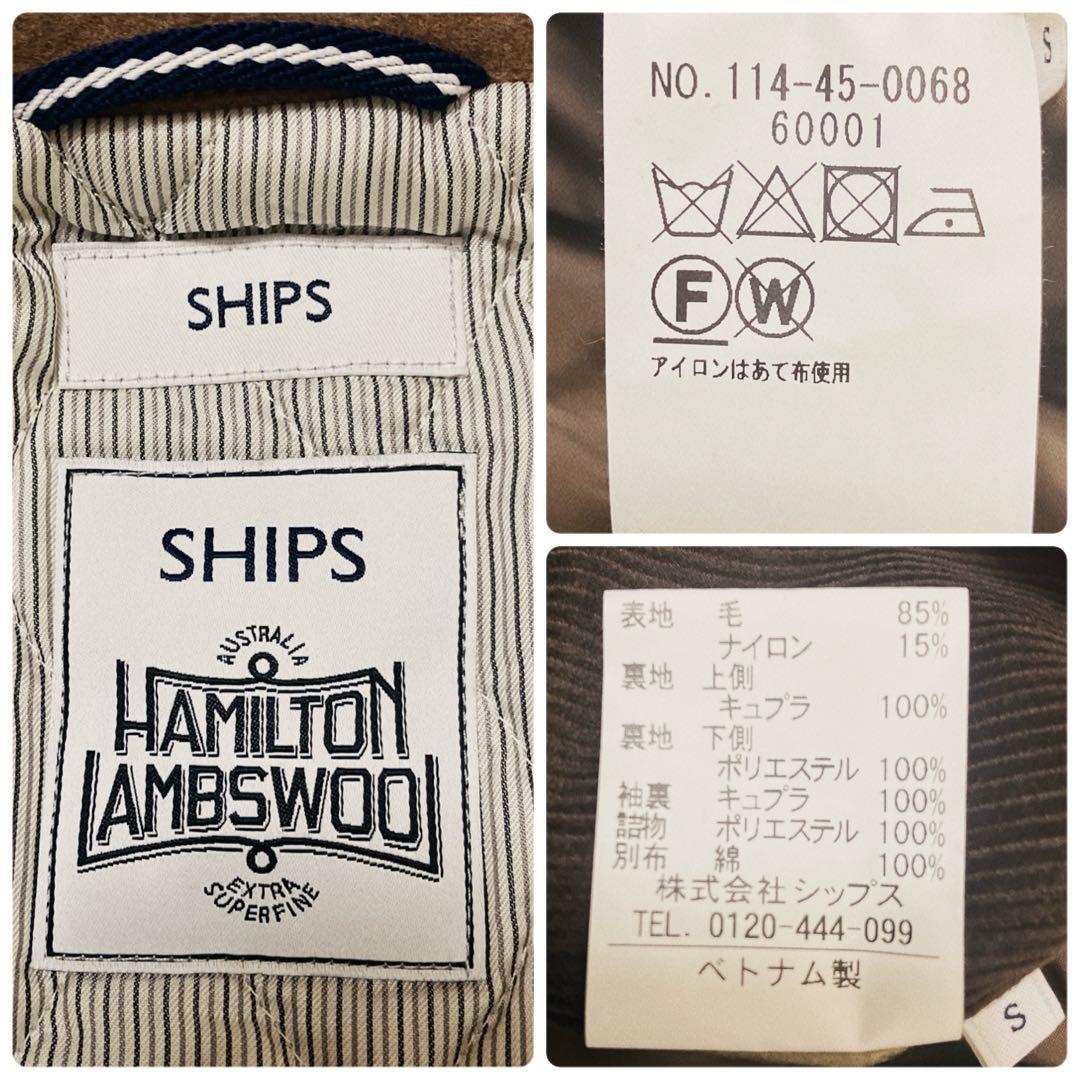 SHIPS
SHIPS
AUSTRALIA
HAMILTON
LAMBSWOOL
EXTRA
SUPERFINE
S
NO. 114-45-0068
60001
F W
アイロンはあて布使用
表地 毛 85%
ナイロン 15%
裏地 上側
キュプラ 100%
裏地 下側
ポリエステル 100%
袖裏 キュプラ 100%
詰物 ポリエステル 100%
別布 綿 100%
株式会社 シップス
TEL. 0120-444-099
ベトナム製
S